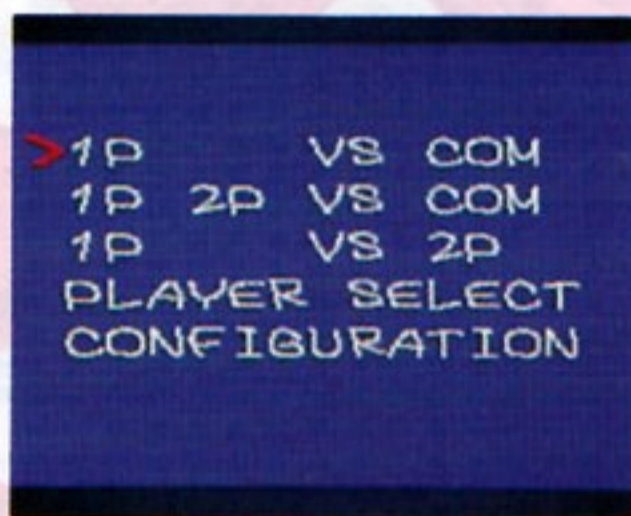 >1P VS COM
1P 2P VS COM
1P VS 2P
PLAYER SELECT
CONFIGURATION